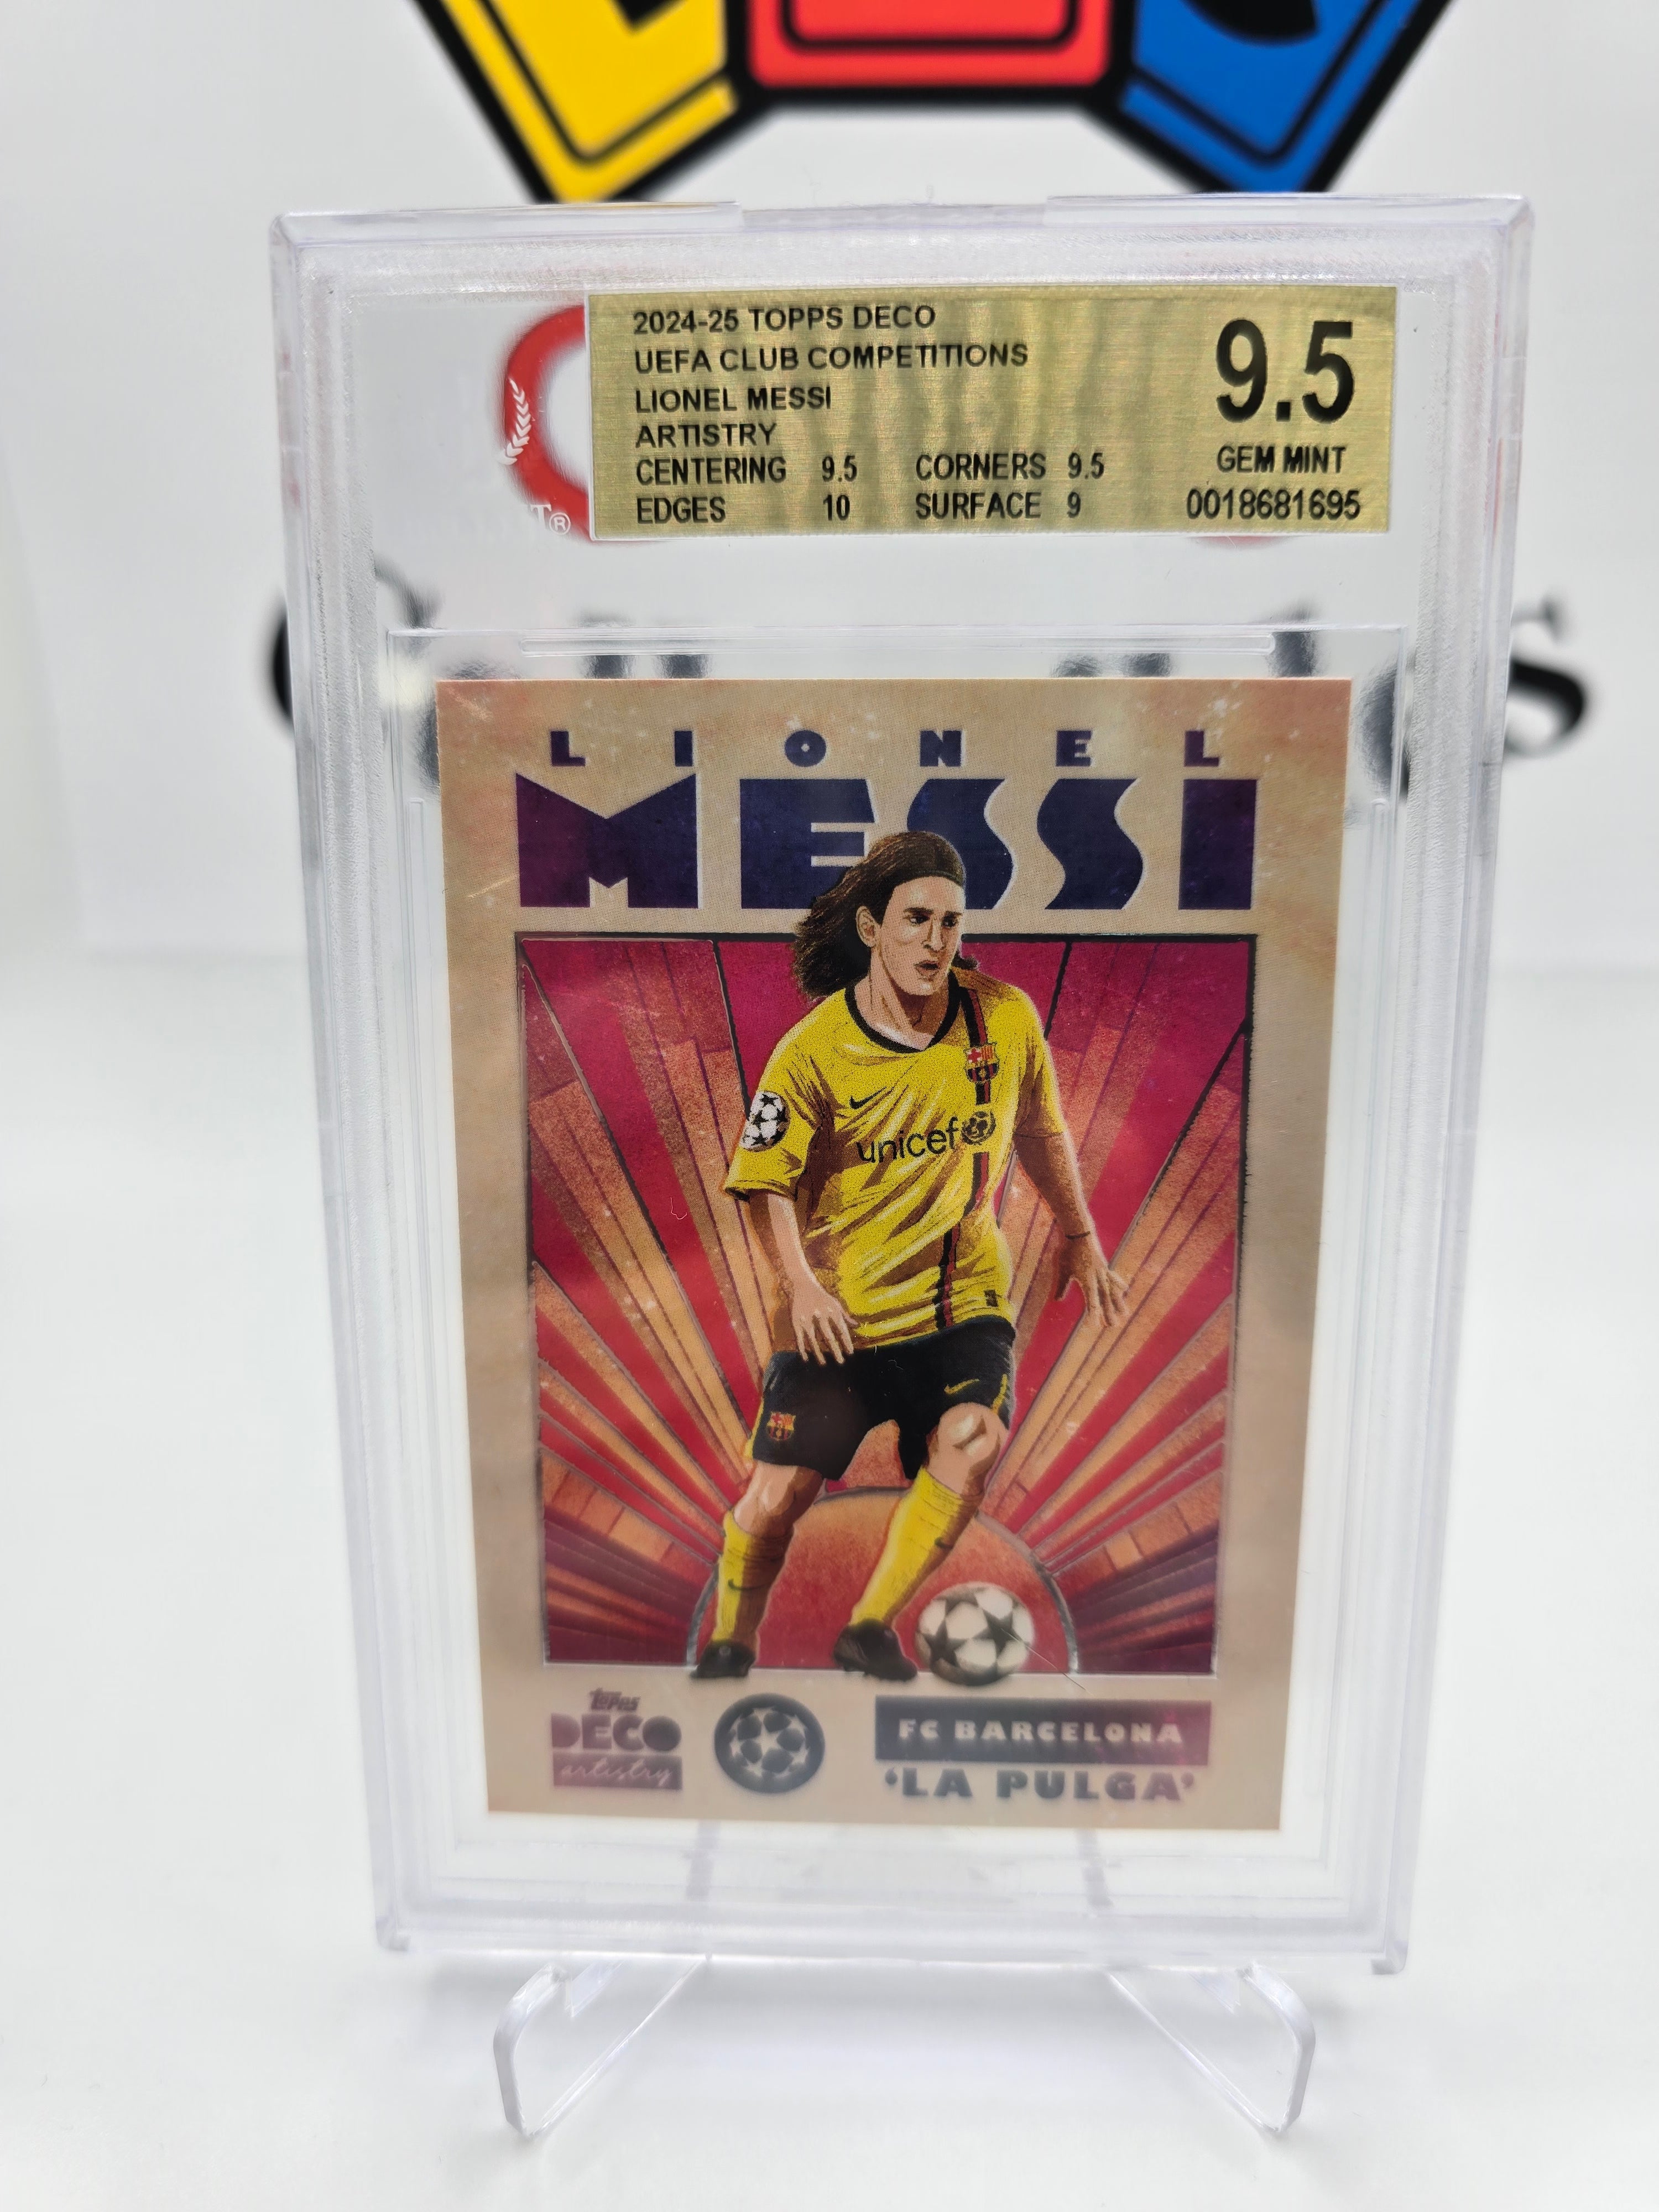 2024-25 TOPPS DECO
UEFA CLUB COMPETITIONS
LIONEL MESSI
ARTISTRY
CENTERING 9.5 CORNERS 9.5
EDGES 10 SURFACE 9
9.5
GEM MINT
0018681695
LIONEL
MESSI
unicef
topps
DECO
artistry
FC BARCELONA
'LA PULGA'